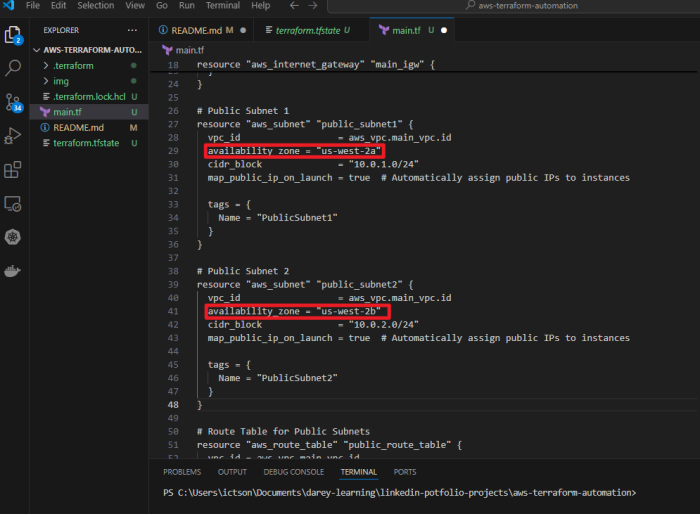 File Edit Selection View Go Run Terminal Help
aws-terraform-automation
EXPLORER
AWS-TERRAFORM-AUTO...
.terraform
img
.terraform.lock.hcl U
main.tf U
README.md M
terraform.tfstate U
2
34
README.md M
terraform.tfstate U
main.tf U
main.tf
18 resource "aws_internet_gateway" "main_igw" {
24 }
25
26 # Public Subnet 1
27 resource "aws_subnet" "public_subnet1" {
28 vpc_id = aws_vpc.main_vpc.id
29 availability_zone = "us-west-2a"
30 cidr_block = "10.0.1.0/24"
31 map_public_ip_on_launch = true # Automatically assign public IPs to instances
32
33 tags = {
34 Name = "PublicSubnet1"
35 }
36 }
37
38 # Public Subnet 2
39 resource "aws_subnet" "public_subnet2" {
40 vpc_id = aws_vpc.main_vpc.id
41 availability_zone = "us-west-2b"
42 cidr_block = "10.0.2.0/24"
43 map_public_ip_on_launch = true # Automatically assign public IPs to instances
44
45 tags = {
46 Name = "PublicSubnet2"
47 }
48 }
49
50 # Route Table for Public Subnets
51 resource "aws_route_table" "public_route_table" {
52 vpc_id = aws_vpc.main_vpc.id
PROBLEMS OUTPUT DEBUG CONSOLE TERMINAL PORTS
PS C:\Users\ictson\Documents\darey-learning\linkedin-potfolio-projects\aws-terraform-automation>